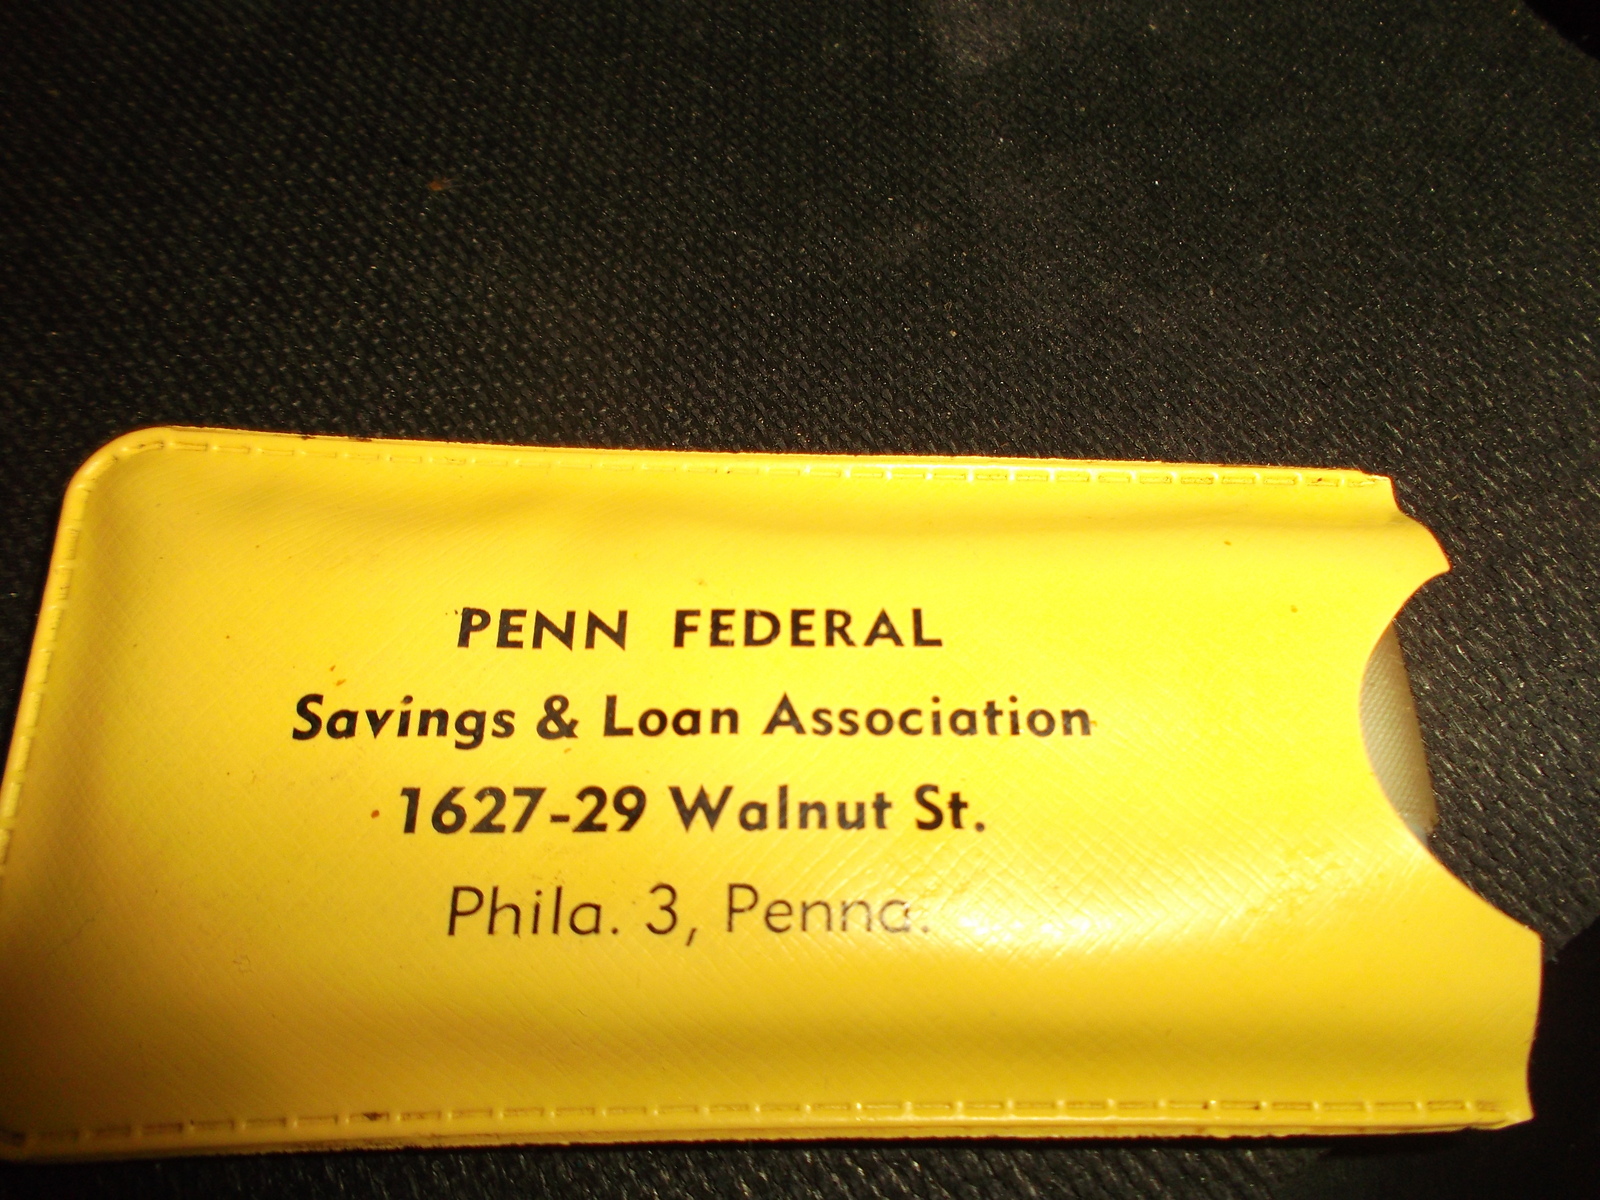 PENN FEDERAL
Savings & Loan Association
1627-29 Walnut St.
Phila. 3, Penna.